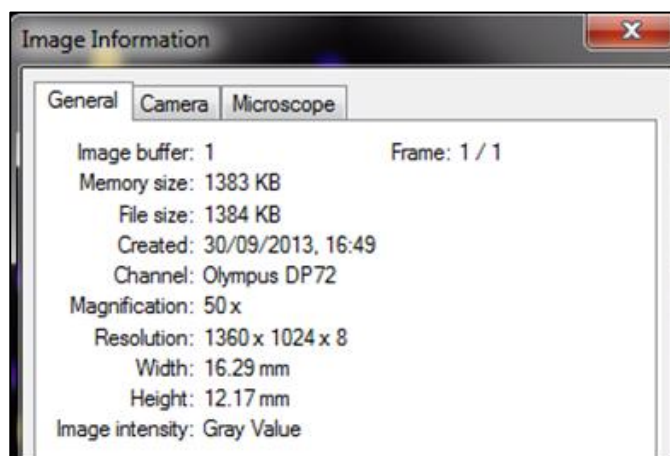 Image Information
General Camera Microscope
Image buffer: 1 Frame: 1 / 1
Memory size: 1383 KB
File size: 1384 KB
Created: 30/09/2013, 16:49
Channel: Olympus DP72
Magnification: 50 x
Resolution: 1360 x 1024 x 8
Width: 16.29 mm
Height: 12.17 mm
Image intensity: Gray Value